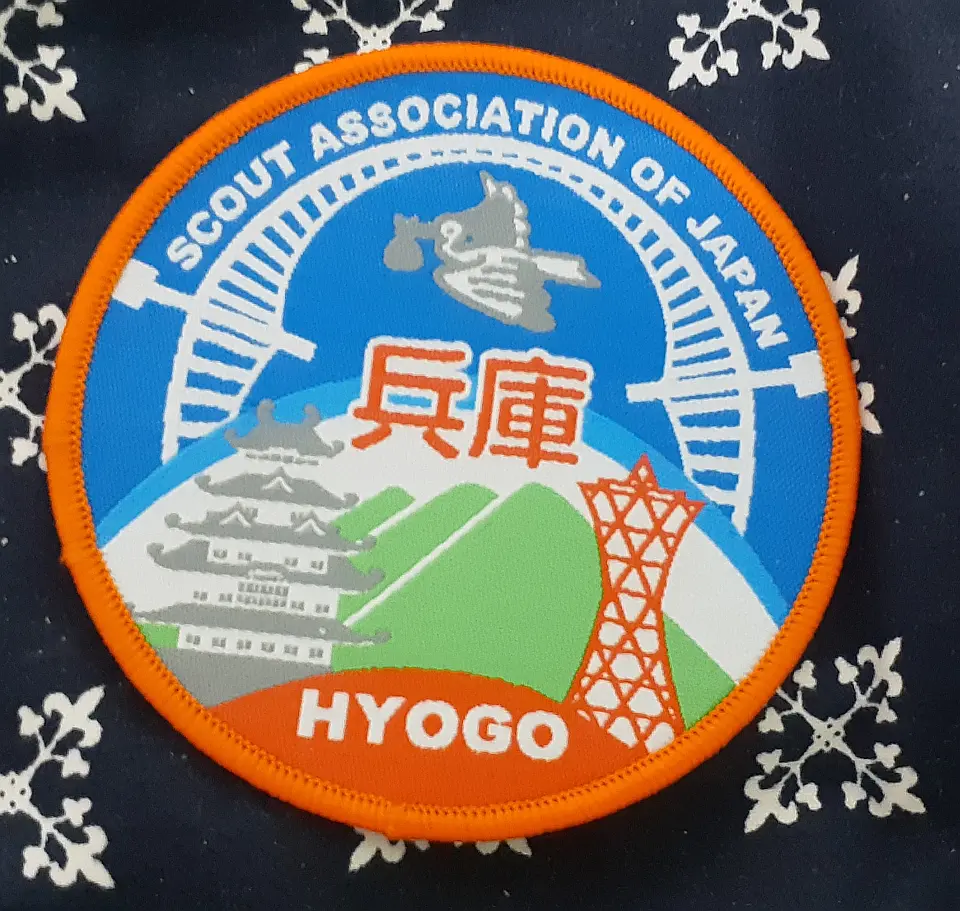 SCOUT ASSOCIATION OF JAPAN
兵庫
HYOGO